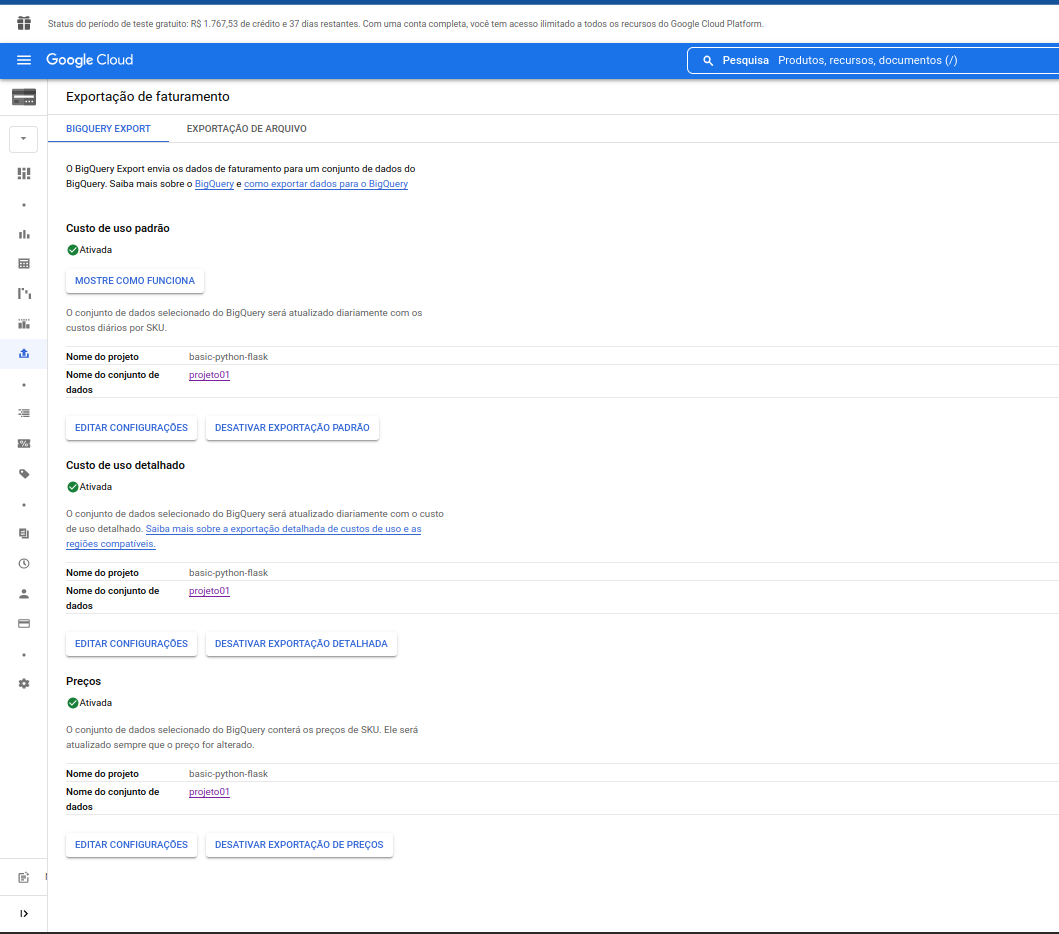 Status do período de teste gratuito: R$ 1.767,53 de crédito e 37 dias restantes. Com uma conta completa, você tem acesso ilimitado a todos os recursos do Google Cloud Platform.
Google Cloud
Pesquisa Produtos, recursos, documentos (/)
Exportação de faturamento
BIGQUERY EXPORT EXPORTAÇÃO DE ARQUIVO
O BigQuery Export envia os dados de faturamento para um conjunto de dados do
BigQuery. Saiba mais sobre o BigQuery e como exportar dados para o BigQuery
Custo de uso padrão
Ativada
MOSTRE COMO FUNCIONA
O conjunto de dados selecionado do BigQuery será atualizado diariamente com os
custos diários por SKU.
Nome do projeto basic-python-flask
Nome do conjunto de projeto01
dados
EDITAR CONFIGURAÇÕES DESATIVAR EXPORTAÇÃO PADRÃO
Custo de uso detalhado
Ativada
O conjunto de dados selecionado do BigQuery será atualizado diariamente com o custo
de uso detalhado. Saiba mais sobre a exportação detalhada de custos de uso e as
regiões compatíveis.
Nome do projeto basic-python-flask
Nome do conjunto de projeto01
dados
EDITAR CONFIGURAÇÕES DESATIVAR EXPORTAÇÃO DETALHADA
Preços
Ativada
O conjunto de dados selecionado do BigQuery conterá os preços de SKU. Ele será
atualizado sempre que o preço for alterado.
Nome do projeto basic-python-flask
Nome do conjunto de projeto01
dados
EDITAR CONFIGURAÇÕES DESATIVAR EXPORTAÇÃO DE PREÇOS